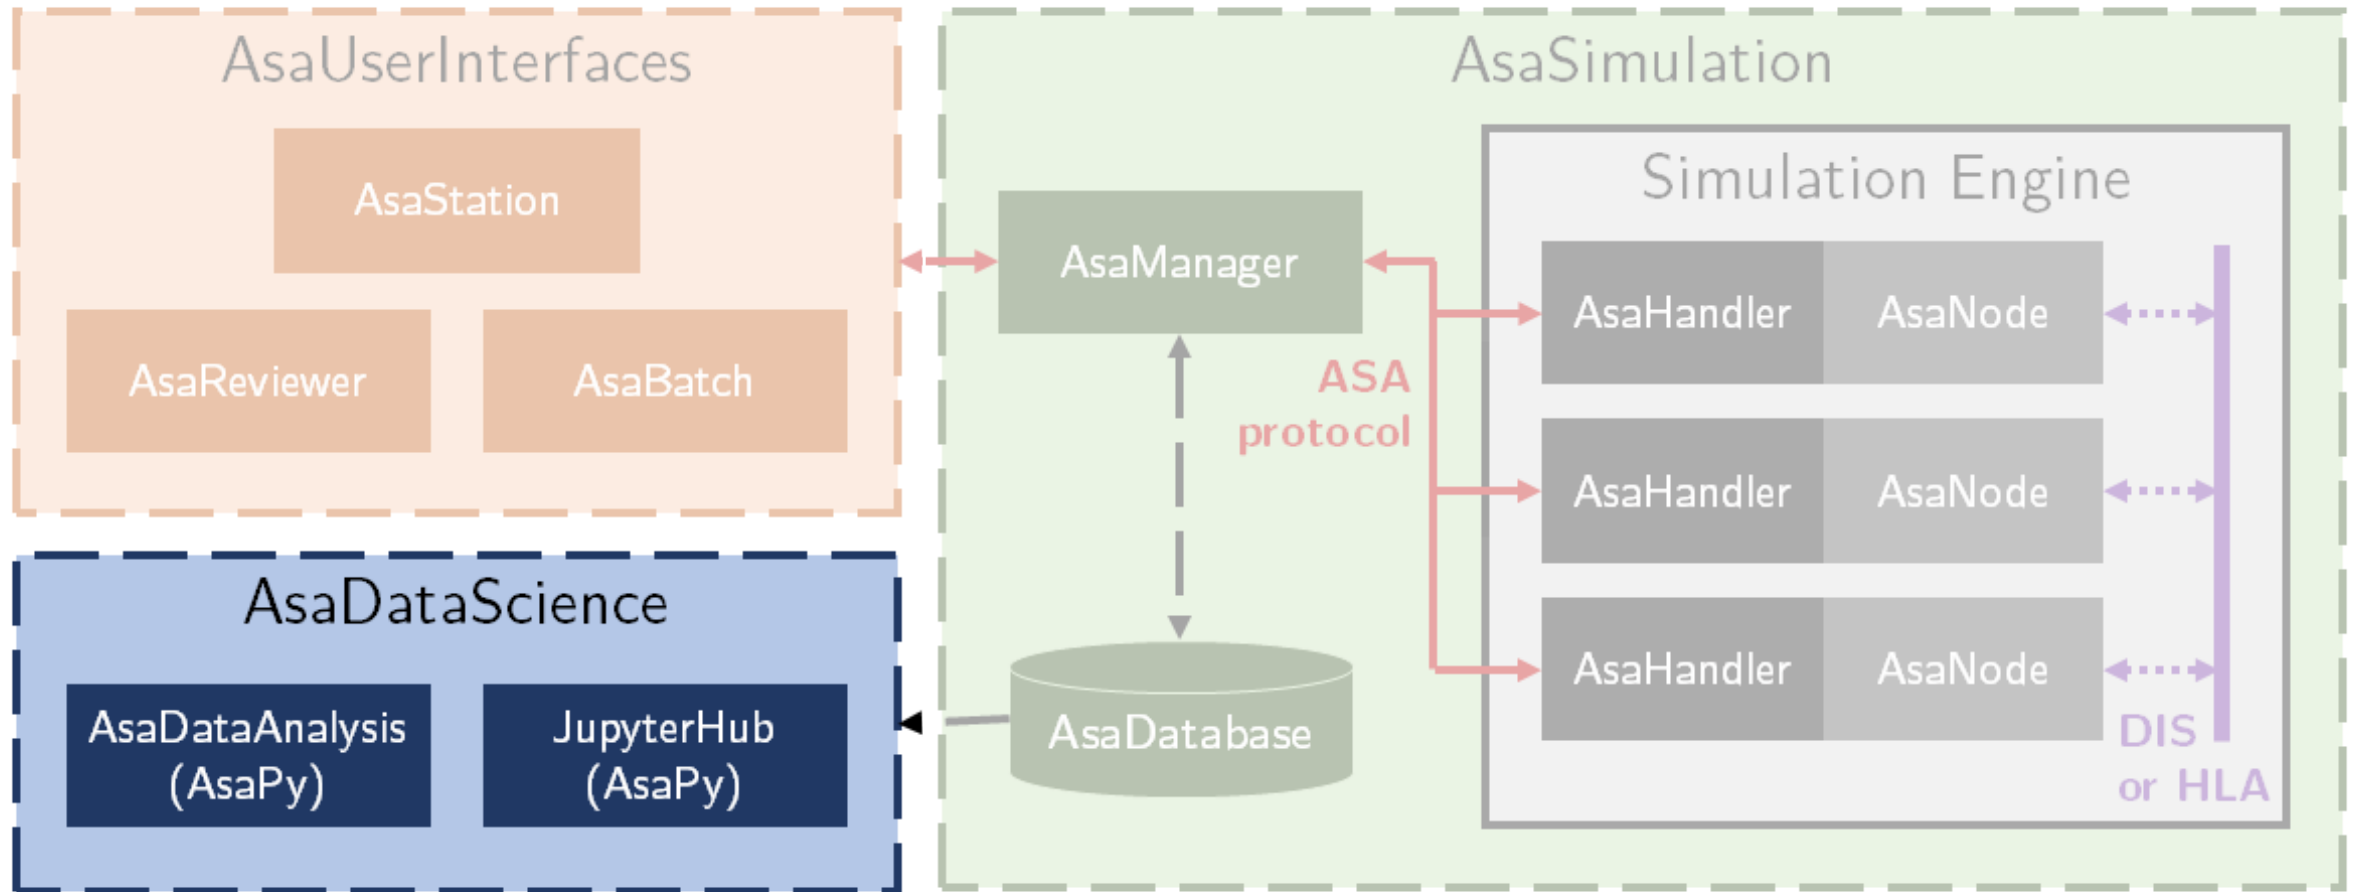 AsaUserInterfaces
AsaStation
AsaReviewer
AsaBatch
AsaDataScience
AsaDataAnalysis
(AsaPy)
JupyterHub
(AsaPy)
AsaSimulation
AsaManager
ASA
protocol
AsaDatabase
Simulation Engine
AsaHandler
AsaNode
AsaHandler
AsaNode
AsaHandler
AsaNode
DIS
or HLA